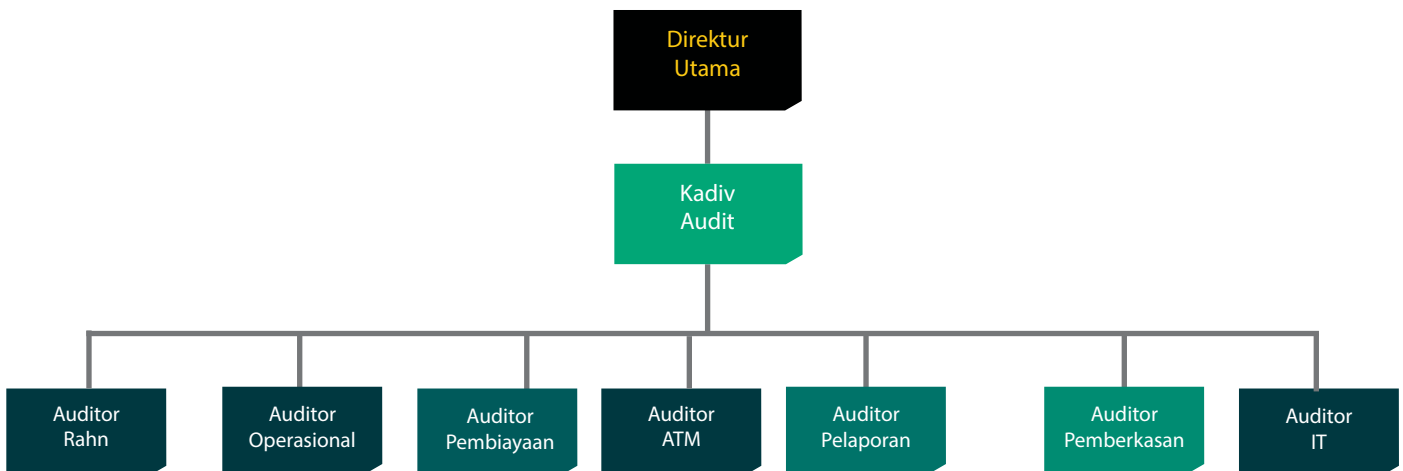 Direktur
Utama
Kadiv
Audit
Auditor
Rahn
Auditor
Operasional
Auditor
Pembiayaan
Auditor
ATM
Auditor
Pelaporan
Auditor
Pemberkasan
Auditor
IT